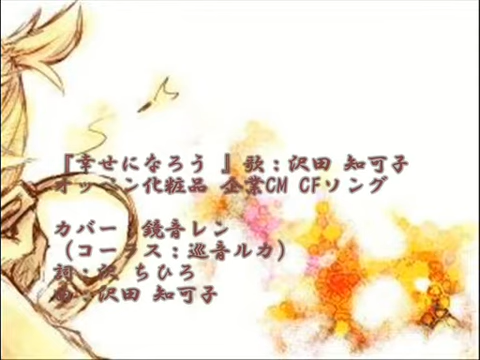 『幸せになろう 』 歌：沢田 知可子
オッペン化粧品 企業CM CFソング
カバー 鏡音レン
（コーラス：巡音ルカ）
詞： ちひろ
曲：沢田 知可子